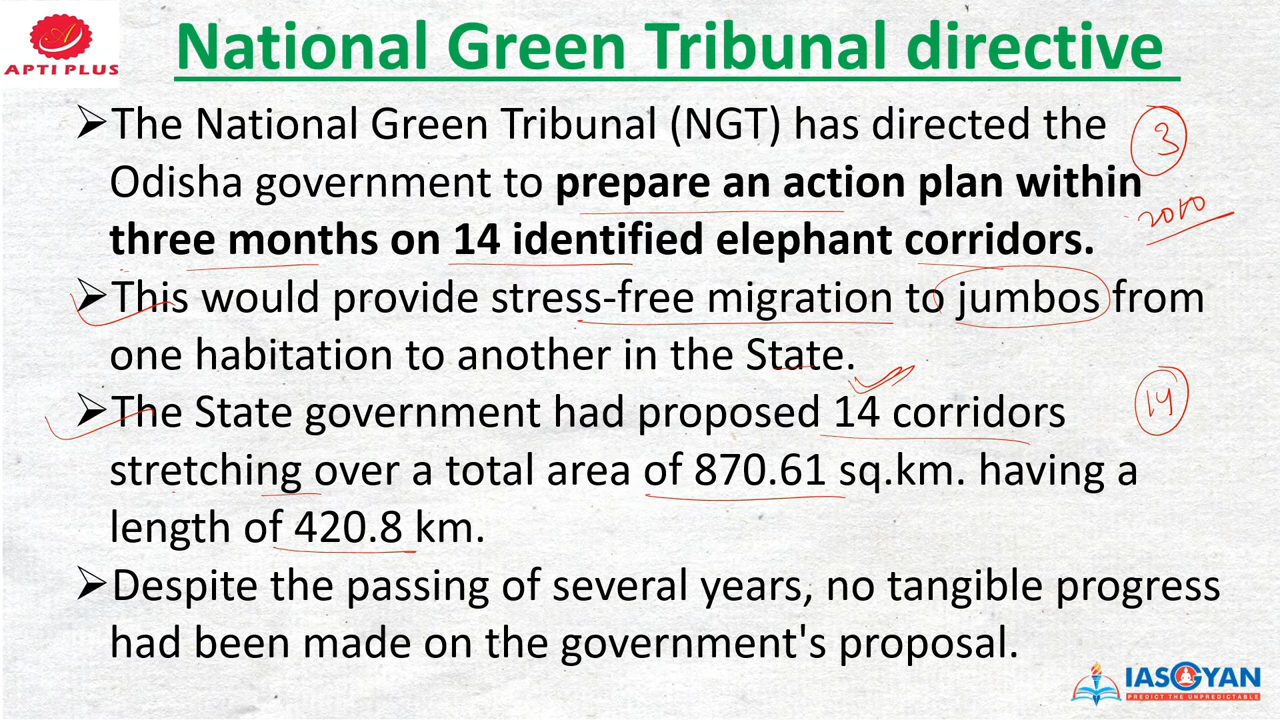 APTI PLUS
National Green Tribunal directive
➢The National Green Tribunal (NGT) has directed the
Odisha government to prepare an action plan within
three months on 14 identified elephant corridors.
➢This would provide stress-free migration to jumbos from
one habitation to another in the State.
➢The State government had proposed 14 corridors
stretching over a total area of 870.61 sq.km. having a
length of 420.8 km.
➢Despite the passing of several years, no tangible progress
had been made on the government's proposal.
3
2010
14
IASGYAN
PREDICT THE UNPREDICTABLE